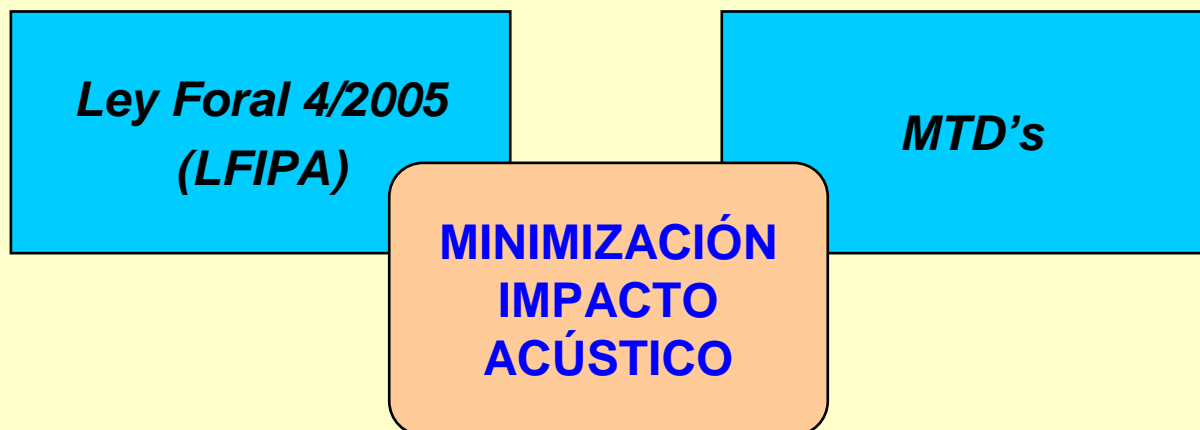 Ley Foral 4/2005
(LFIPA)
MTD’s
MINIMIZACIÓN
IMPACTO
ACÚSTICO